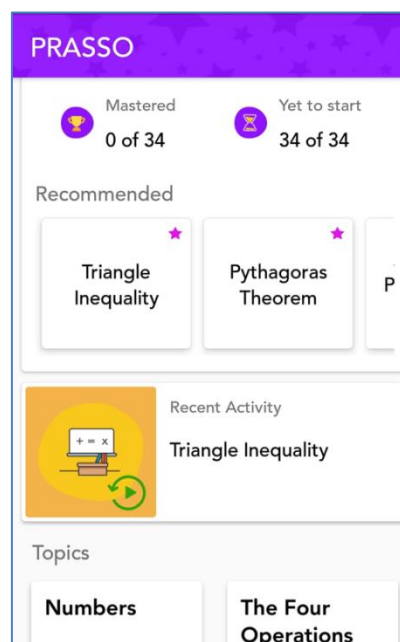 PRASSO
Mastered
0 of 34
Yet to start
34 of 34
Recommended
Triangle
Inequality
Pythagoras
Theorem
P
+ = x
Recent Activity
Triangle Inequality
Topics
Numbers
The Four
Operations